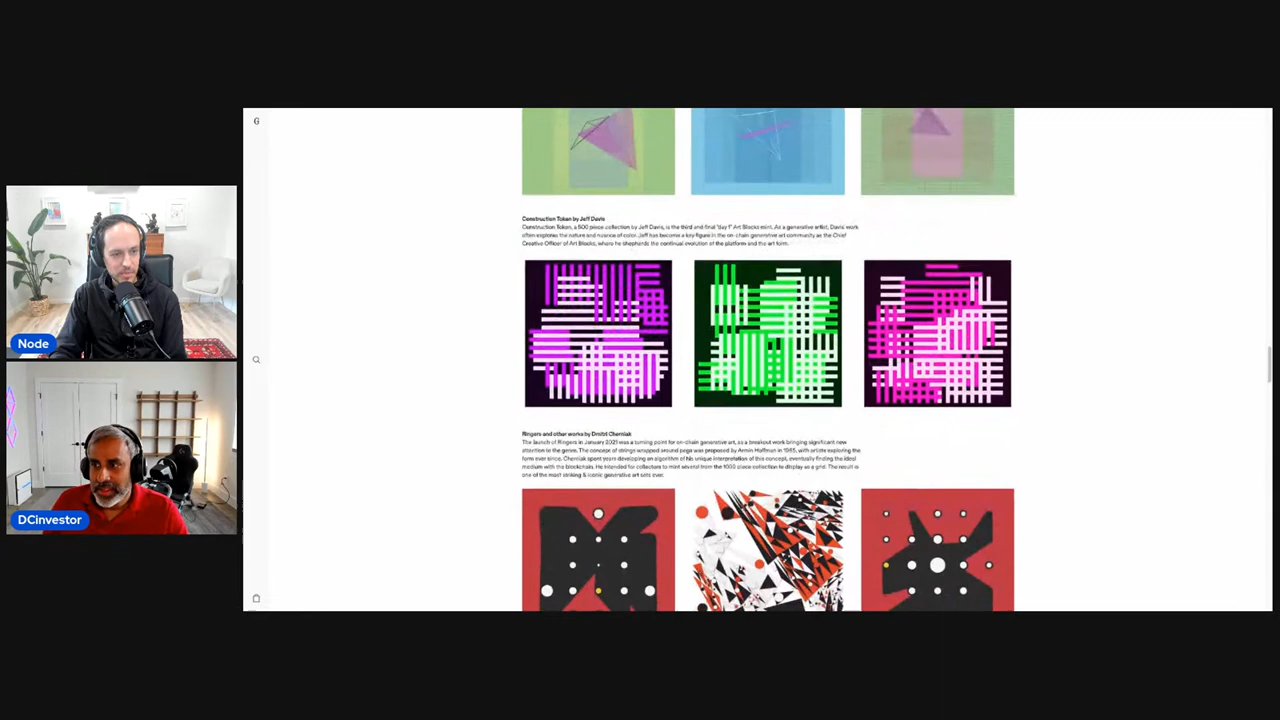 G
Construction Token by Jeff Davis
Construction Token, a 500 piece collection by Jeff Davis, is the third and final 'day 1' Art Blocks mint. As a generative artist, Davis work
often explores the nature and nuance of color. Jeff has become a key figure in the on-chain generative art community as the Chief
Creative Officer of Art Blocks, where he shepherds the continual evolution of the platform and the art form.
Ringers and other works by Dmitri Cherniak
The launch of Ringers in January 2021 was a turning point for on-chain generative art, as a breakout work bringing significant new
attention to the genre. The concept of strings wrapped around pegs was proposed by Armin Hoffman in 1965, with artists exploring the
form ever since. Cherniak spent years developing an algorithm of his unique interpretation of this concept, eventually finding the ideal
medium with the blockchain. He intended for collectors to mint several from the 1000 piece collection to display as a grid. The result is
one of the most striking & iconic generative art sets ever.
Node
DCinvestor